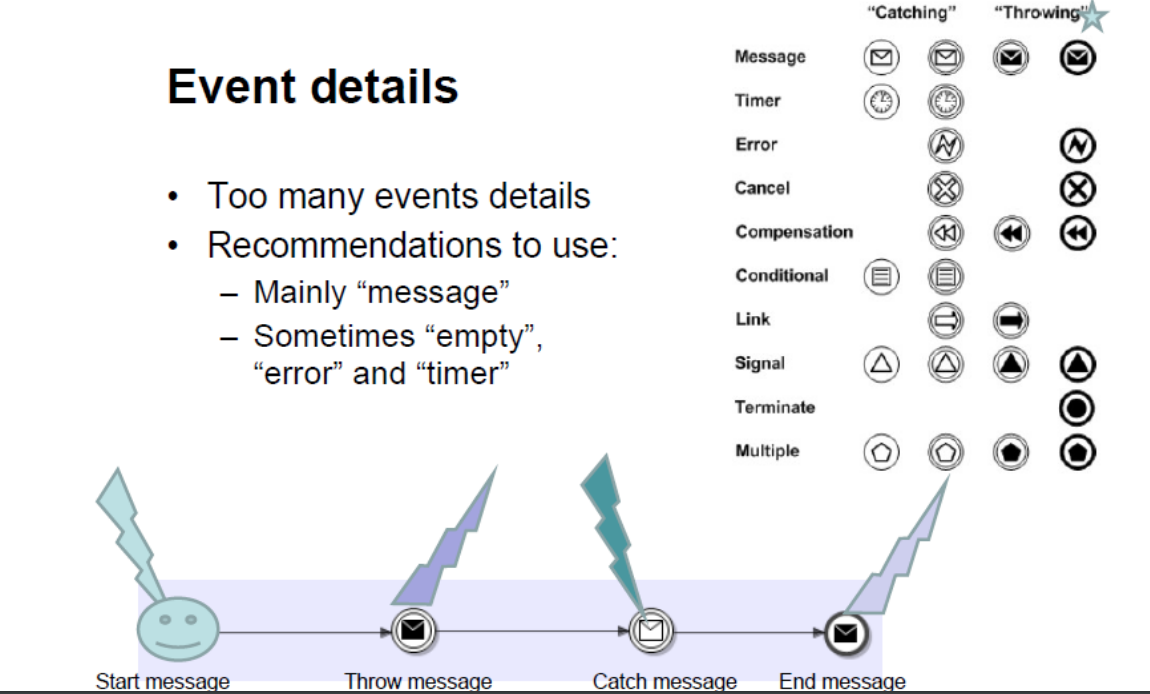 Event details
• Too many events details
• Recommendations to use:
– Mainly “message”
– Sometimes “empty”,
“error” and “timer”
“Catching” “Throwing”
Message
Timer
Error
Cancel
Compensation
Conditional
Link
Signal
Terminate
Multiple
Start message Throw message Catch message End message